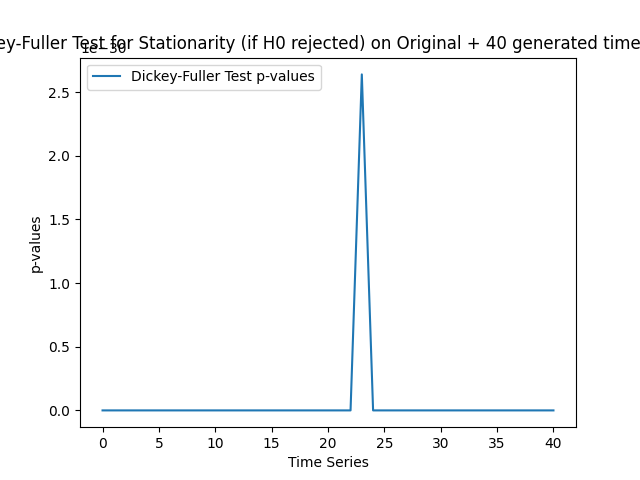 ey-Fuller Test for Stationarity (if H0 rejected) on Original + 40 generated time
1e−30
Dickey-Fuller Test p-values
2.5
2.0
1.5
1.0
0.5
0.0
p-values
0 5 10 15 20 25 30 35 40
Time Series